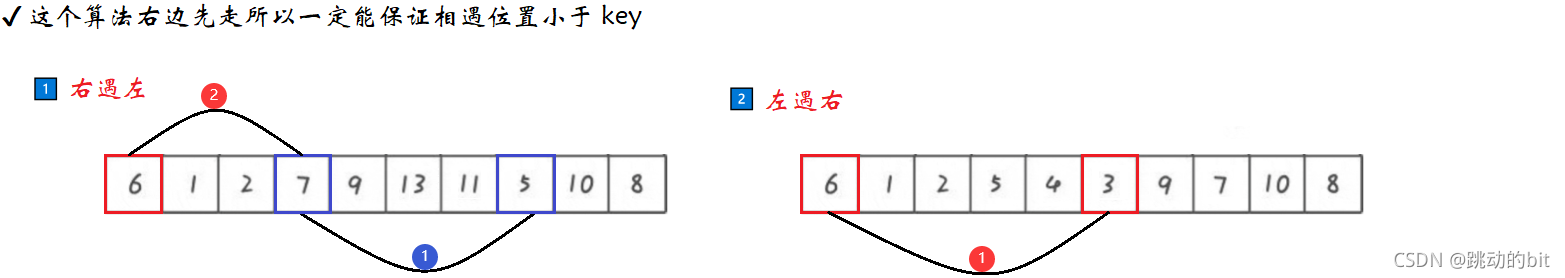 ✓ 这个算法右边先走所以一定能保证相遇位置小于 key
1 右遇左
2
6 1 2 7 9 13 11 5 10 8
1
2 左遇右
6 1 2 5 4 3 9 7 10 8
1
CSDN @跳动的bit